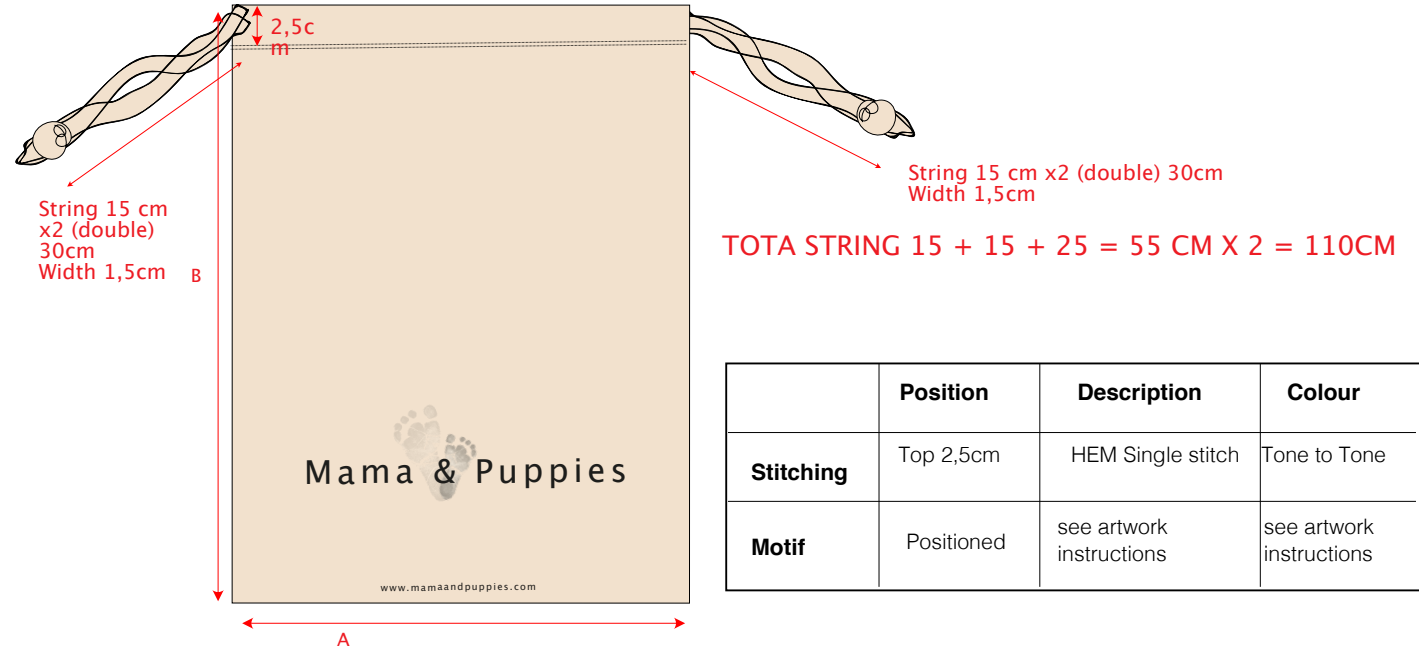 2,5c
m
String 15 cm
x2 (double)
30cm
Width 1,5cm
B
String 15 cm x2 (double) 30cm
Width 1,5cm
TOTA STRING 15 + 15 + 25 = 55 CM X 2 = 110CM
Mama & Puppies
www.mamaandpuppies.com
A
Position Description Colour
Stitching Top 2,5cm HEM Single stitch Tone to Tone
Motif Positioned see artwork see artwork
instructions instructions